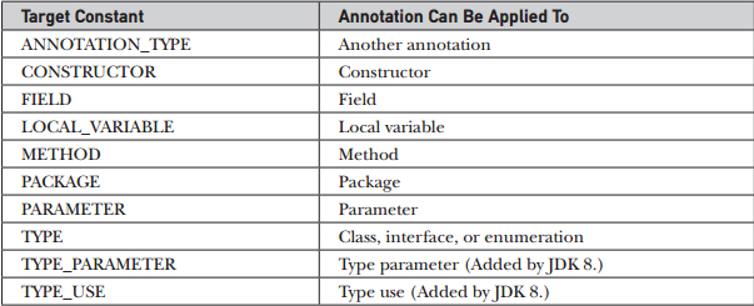 Target Constant Annotation Can Be Applied To
ANNOTATION_TYPE Another annotation
CONSTRUCTOR Constructor
FIELD Field
LOCAL_VARIABLE Local variable
METHOD Method
PACKAGE Package
PARAMETER Parameter
TYPE Class, interface, or enumeration
TYPE_PARAMETER Type parameter (Added by JDK 8.)
TYPE_USE Type use (Added by JDK 8.)